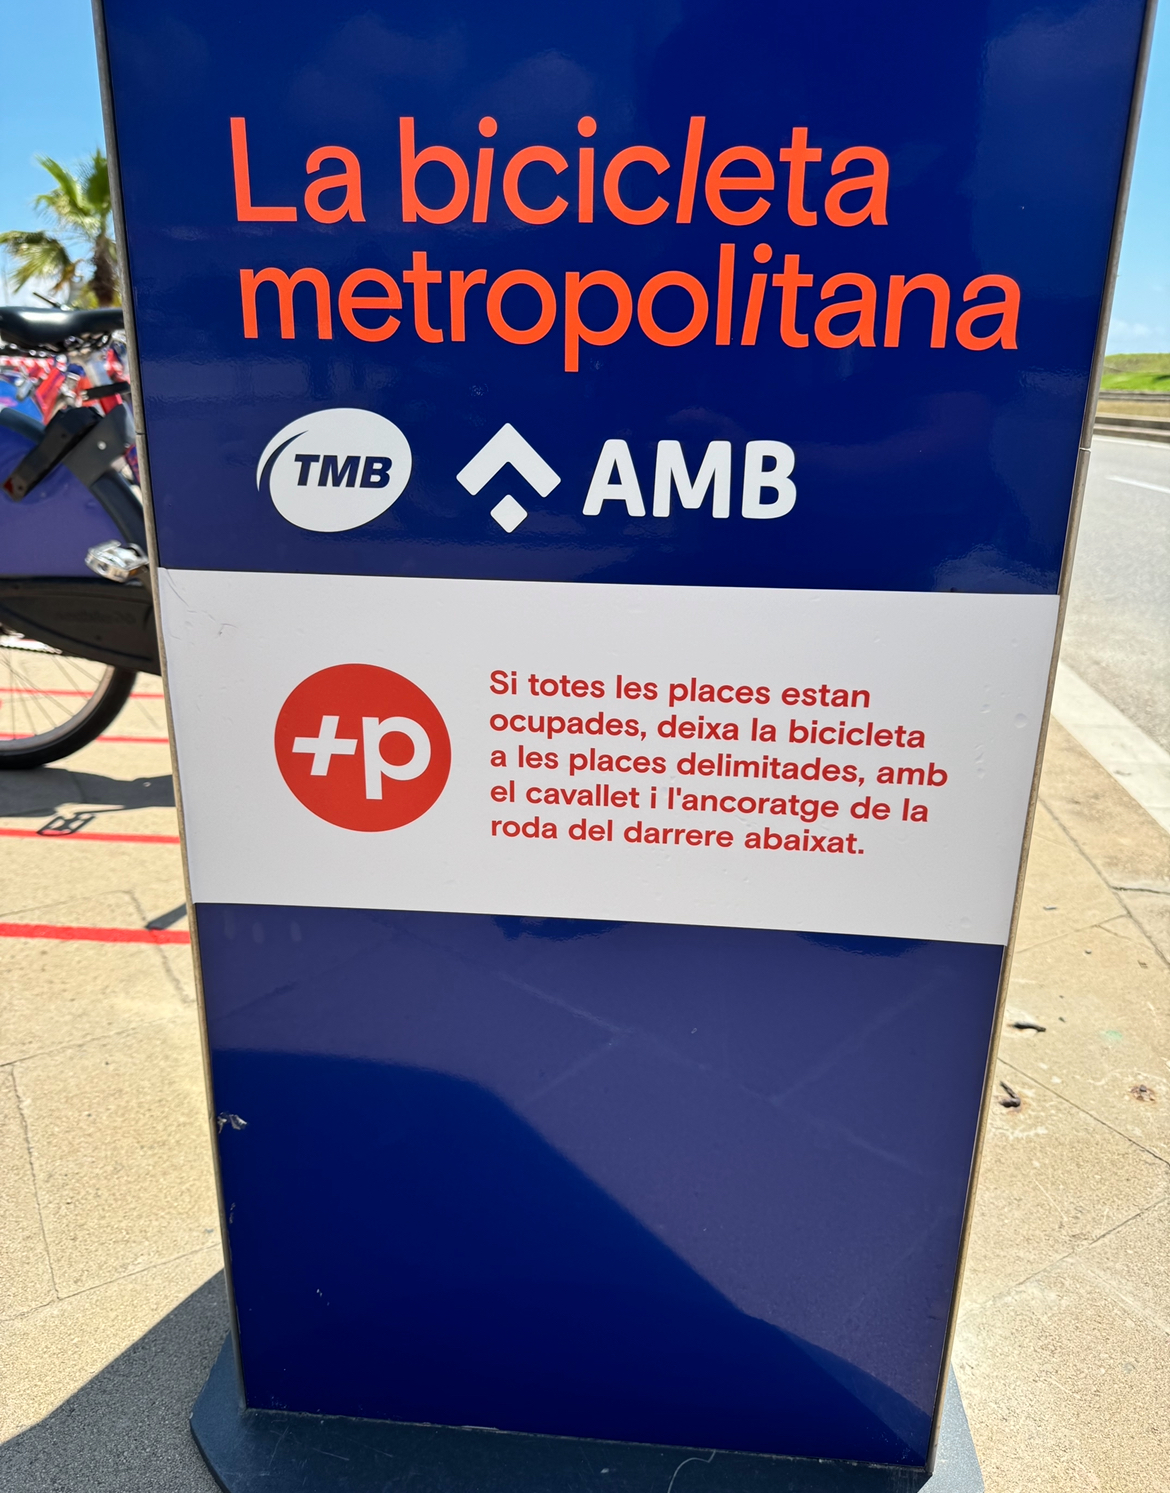 La bicicleta
metropolitana
TMB AMB
+p
Si totes les places estan
ocupades, deixa la bicicleta
a les places delimitades, amb
el cavallet i l'ancoratge de la
roda del darrere abaixat.